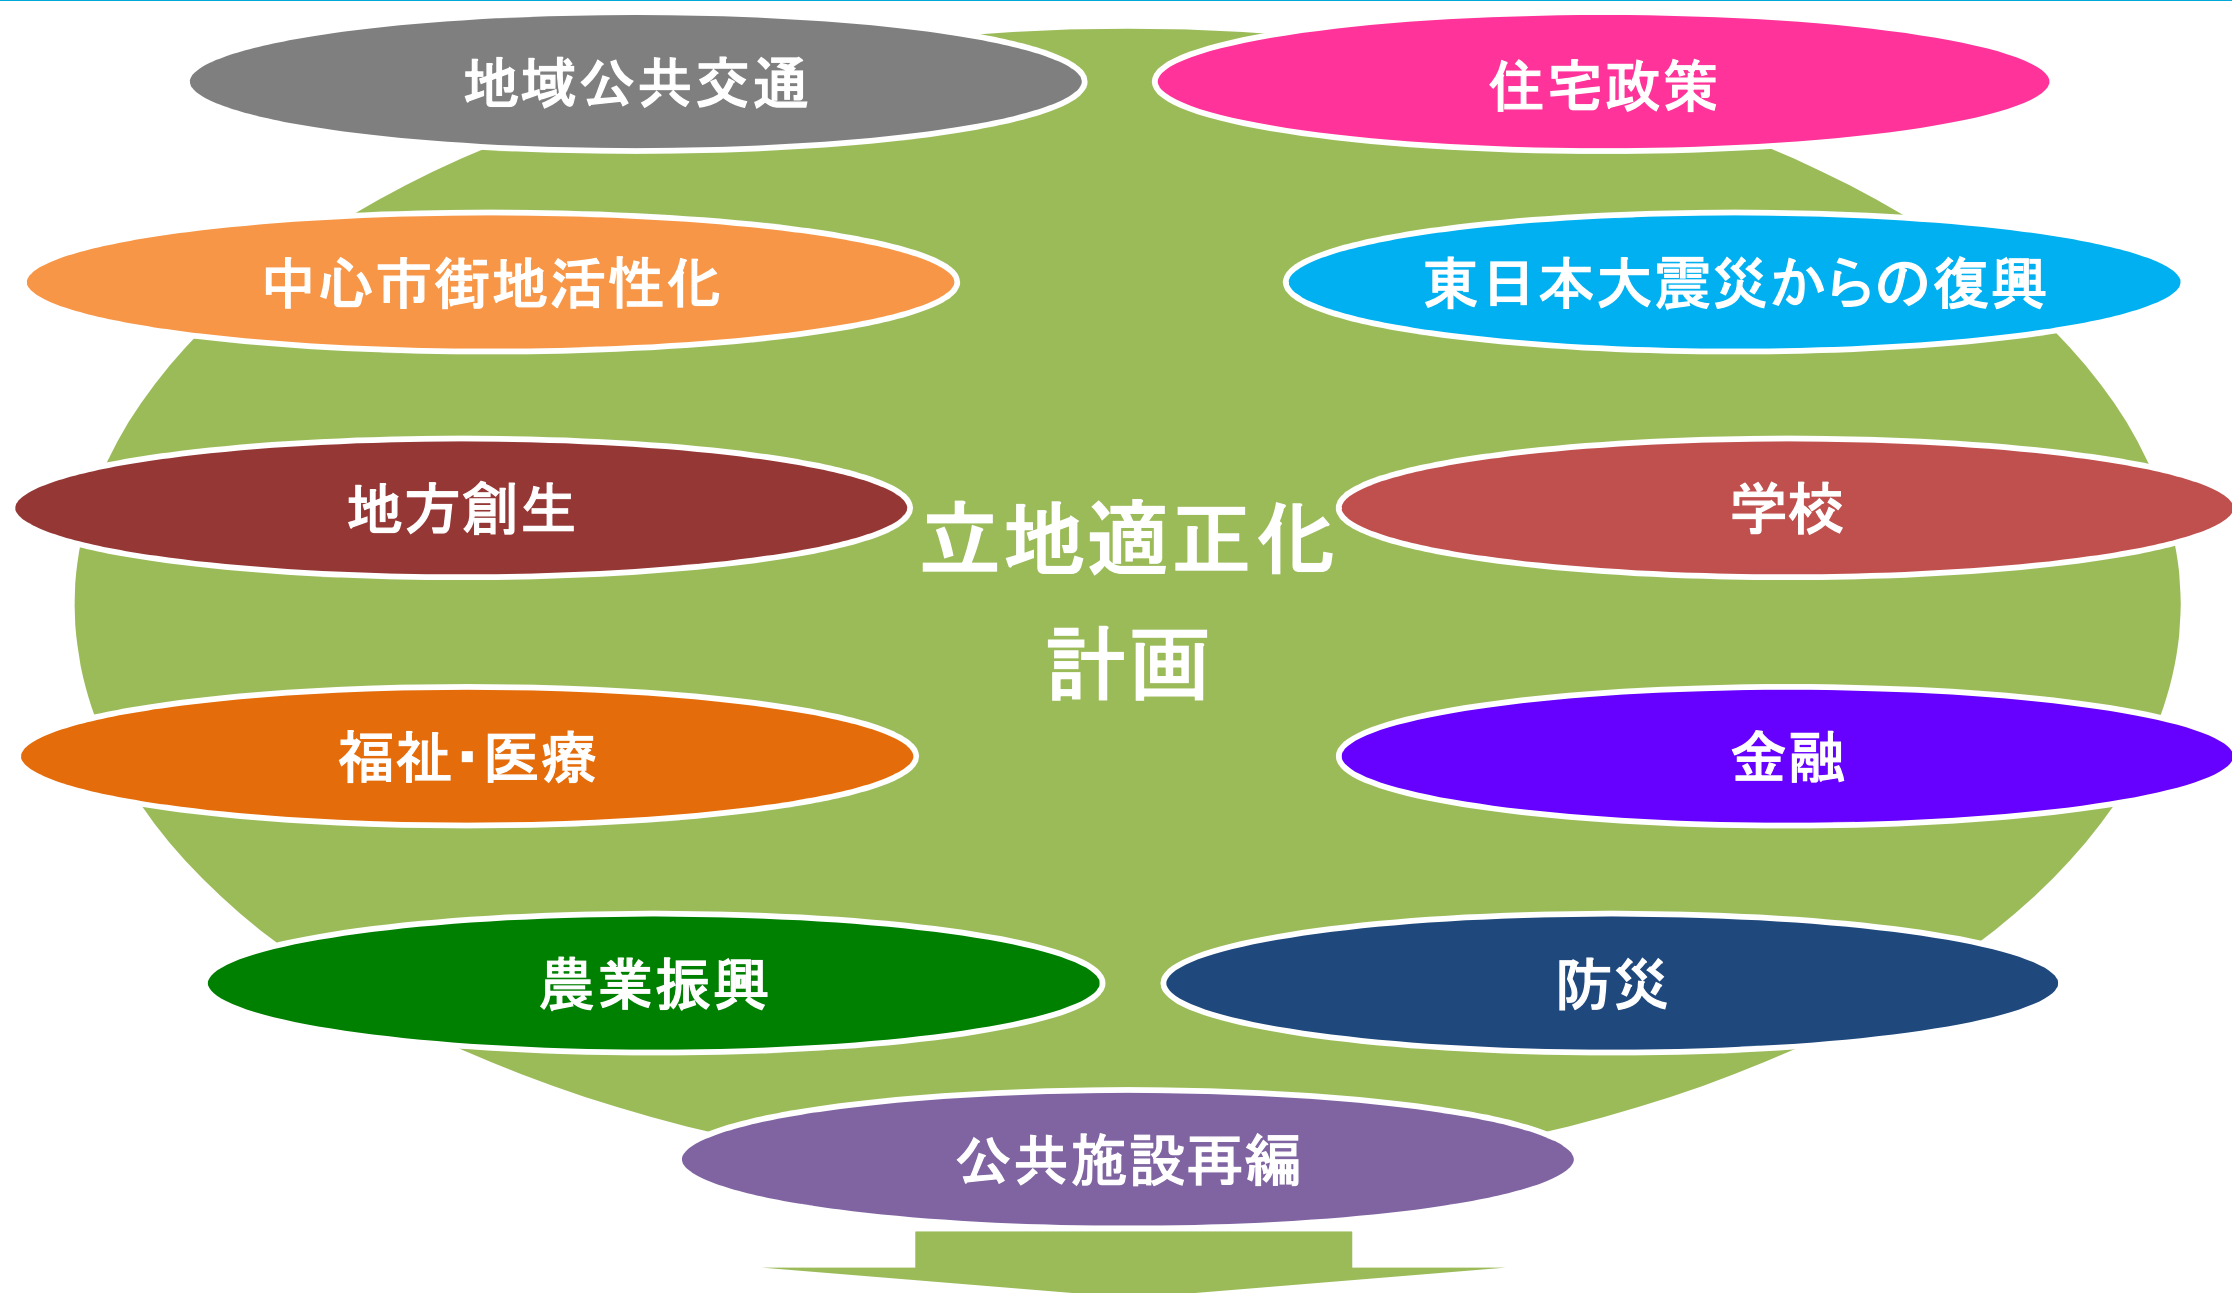 地域公共交通
住宅政策
中心市街地活性化
東日本大震災からの復興
地方創生
学校
立地適正化
計画
福祉・医療
金融
農業振興
防災
公共施設再編